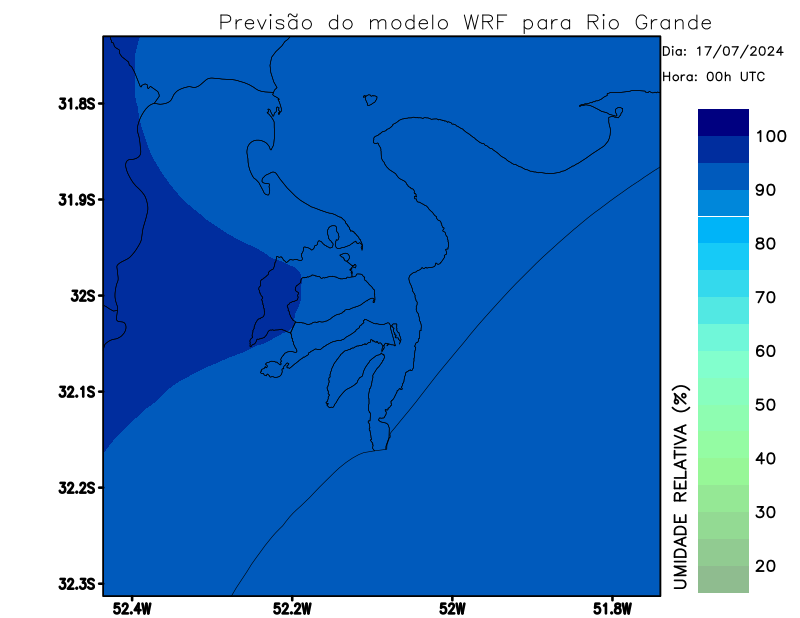 Previsão do modelo WRF para Rio Grande
Dia: 17/07/2024
Hora: 00h UTC
31.8S
31.9S
32S
32.1S
32.2S
32.3S
52.4W
52.2W
52W
51.8W
UMIDADE RELATIVA (%)
100
90
80
70
60
50
40
30
20